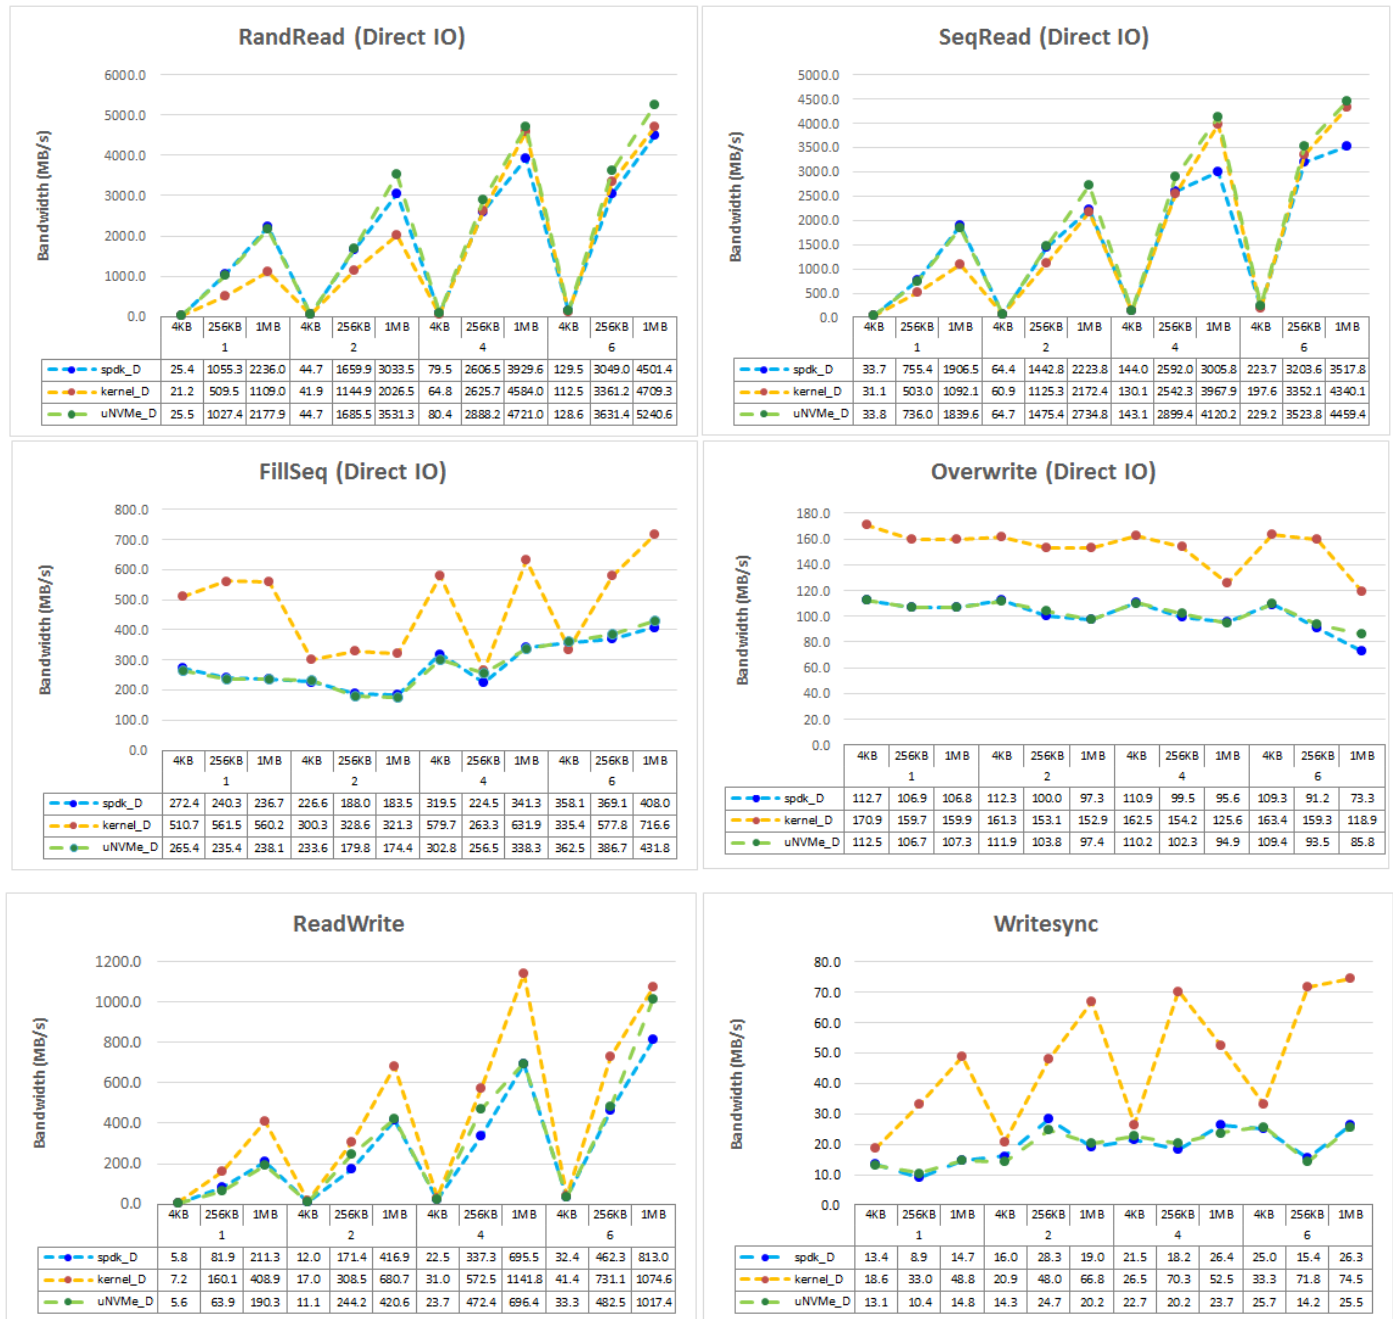 RandRead (Direct IO)
Bandwidth (MB/s)
6000.0
5000.0
4000.0
3000.0
2000.0
1000.0
0.0
4KB 256KB 1MB 4KB 256KB 1MB 4KB 256KB 1MB 4KB 256KB 1MB
1 2 4 6
spdk_D 25.4 1055.3 2236.0 44.7 1659.9 3033.5 79.5 2606.5 3929.6 129.5 3049.0 4501.4
kernel_D 21.2 509.5 1109.0 41.9 1144.9 2026.5 64.8 2625.7 4584.0 112.5 3361.2 4709.3
uNVMe_D 25.5 1027.4 2177.9 44.7 1685.5 3531.3 80.4 2888.2 4721.0 128.6 3631.4 5240.6
SeqRead (Direct IO)
Bandwidth (MB/s)
5000.0
4500.0
4000.0
3500.0
3000.0
2500.0
2000.0
1500.0
1000.0
500.0
0.0
4KB 256KB 1MB 4KB 256KB 1MB 4KB 256KB 1MB 4KB 256KB 1MB
1 2 4 6
spdk_D 33.7 755.4 1906.5 64.4 1442.8 2223.8 144.0 2592.0 3005.8 223.7 3203.6 3517.8
kernel_D 31.1 503.0 1092.1 60.9 1125.3 2172.4 130.1 2542.3 3967.9 197.6 3352.1 4340.1
uNVMe_D 33.8 736.0 1839.6 64.7 1475.4 2734.8 143.1 2899.4 4120.2 229.2 3523.8 4459.4
FillSeq (Direct IO)
Bandwidth (MB/s)
800.0
700.0
600.0
500.0
400.0
300.0
200.0
100.0
0.0
4KB 256KB 1MB 4KB 256KB 1MB 4KB 256KB 1MB 4KB 256KB 1MB
1 2 4 6
spdk_D 272.4 240.3 236.7 226.6 188.0 183.5 319.5 224.5 341.3 358.1 369.1 408.0
kernel_D 510.7 561.5 560.2 300.3 328.6 321.3 579.7 263.3 631.9 335.4 577.8 716.6
uNVMe_D 265.4 235.4 238.1 233.6 179.8 174.4 302.8 256.5 338.3 362.5 386.7 431.8
Overwrite (Direct IO)
Bandwidth (MB/s)
180.0
160.0
140.0
120.0
100.0
80.0
60.0
40.0
20.0
0.0
4KB 256KB 1MB 4KB 256KB 1MB 4KB 256KB 1MB 4KB 256KB 1MB
1 2 4 6
spdk_D 112.7 106.9 106.8 112.3 100.0 97.3 110.9 99.5 95.6 109.3 91.2 73.3
kernel_D 170.9 159.7 159.9 161.3 153.1 152.9 162.5 154.2 125.6 163.4 159.3 118.9
uNVMe_D 112.5 106.7 107.3 111.9 103.8 97.4 110.2 102.3 94.9 109.4 93.5 85.8
ReadWrite
Bandwidth (MB/s)
1200.0
1000.0
800.0
600.0
400.0
200.0
0.0
4KB 256KB 1MB 4KB 256KB 1MB 4KB 256KB 1MB 4KB 256KB 1MB
1 2 4 6
spdk_D 5.8 81.9 211.3 12.0 171.4 416.9 22.5 337.3 695.5 32.4 462.3 813.0
kernel_D 7.2 160.1 408.9 17.0 308.5 680.7 31.0 572.5 1141.8 41.4 731.1 1074.6
uNVMe_D 5.6 63.9 190.3 11.1 244.2 420.6 23.7 472.4 696.4 33.3 482.5 1017.4
Writesync
Bandwidth (MB/s)
80.0
70.0
60.0
50.0
40.0
30.0
20.0
10.0
0.0
4KB 256KB 1MB 4KB 256KB 1MB 4KB 256KB 1MB 4KB 256KB 1MB
1 2 4 6
spdk_D 13.4 8.9 14.7 16.0 28.3 19.0 21.5 18.2 26.4 25.0 15.4 26.3
kernel_D 18.6 33.0 48.8 20.9 48.0 66.8 26.5 70.3 52.5 33.3 71.8 74.5
uNVMe_D 13.1 10.4 14.8 14.3 24.7 20.2 22.7 20.2 23.7 25.7 14.2 25.5